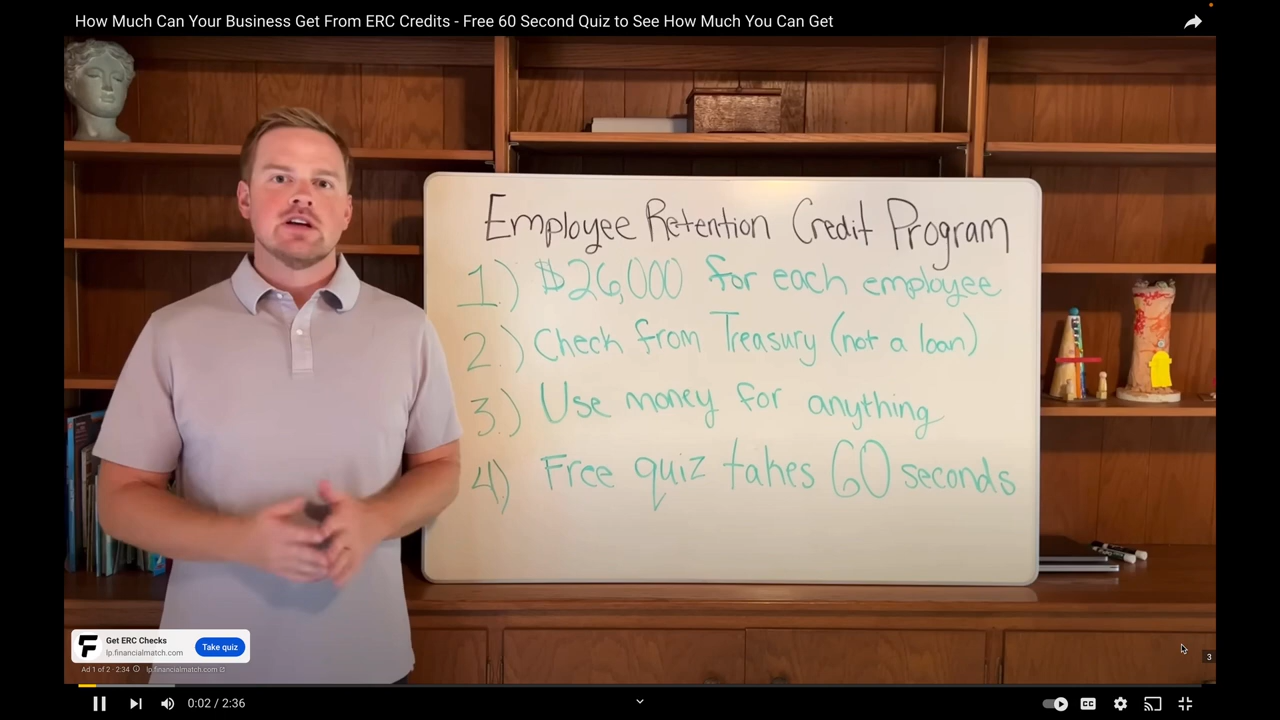 How Much Can Your Business Get From ERC Credits - Free 60 Second Quiz to See How Much You Can Get
Employee Retention Credit Program
1.) $26,000 for each employee
2.) Check from Treasury (not a loan)
3.) Use money for anything
4.) Free quiz takes 60 seconds
Get ERC Checks
lp.financialmatch.com
Take quiz
Ad 1 of 2 · 2:34
lp.financialmatch.com
3
0:02 / 2:36
CC